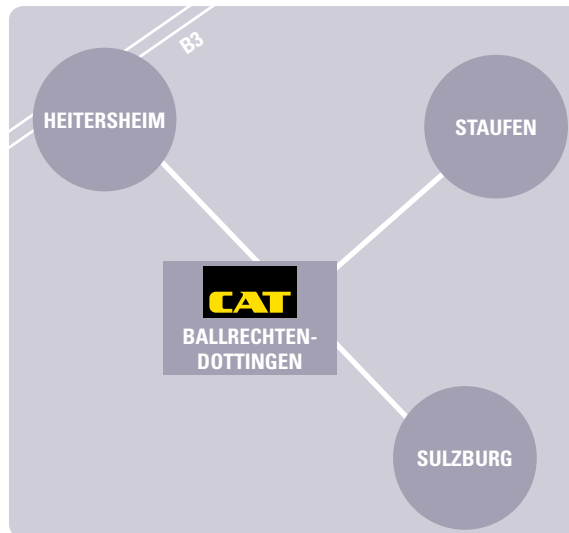 B3
HEITERSHEIM
STAUFEN
CAT
BALLRECHTEN-
DOTTINGEN
SULZBURG